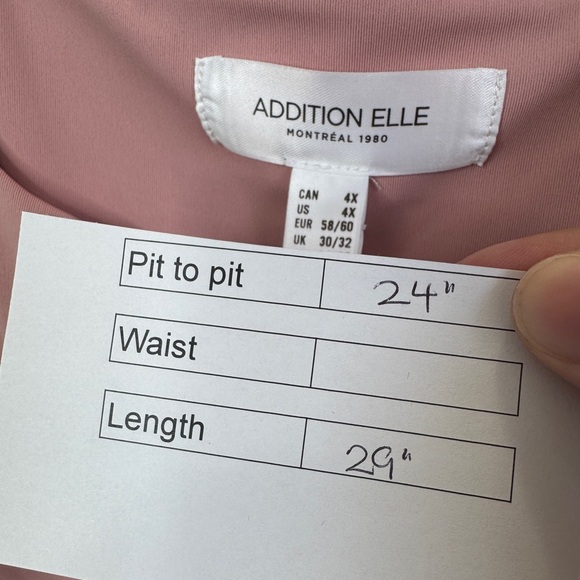 ADDITION ELLE
MONTRÉAL 1980
CAN 4X
US 4X
EUR 58/60
UK 30/32
Pit to pit 24"
Waist
Length 29"